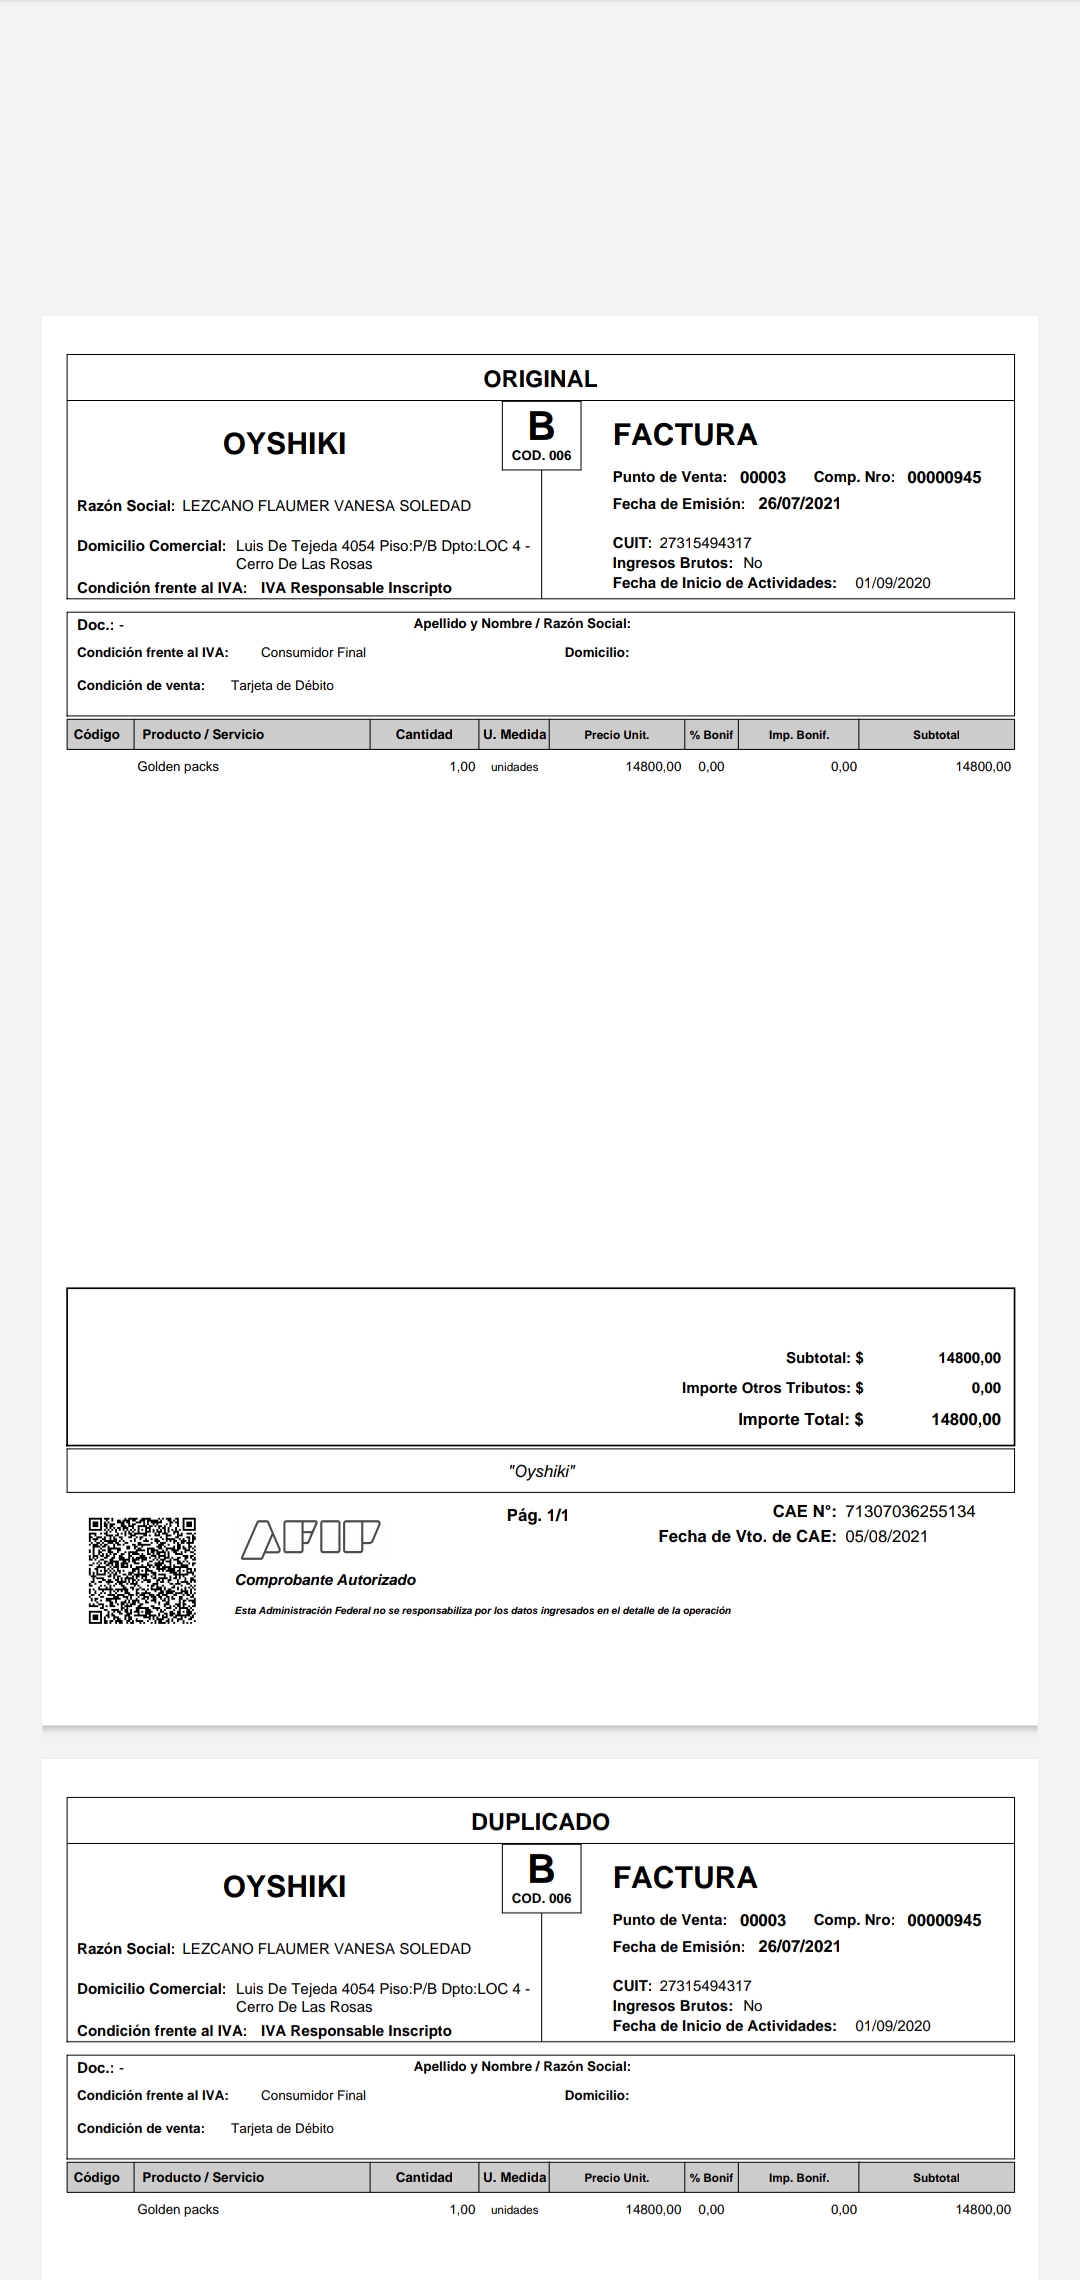 ORIGINAL
OYSHIKI
B
COD. 006
FACTURA
Punto de Venta: 00003 Comp. Nro: 00000945
Fecha de Emisión: 26/07/2021
Razón Social: LEZCANO FLAUMER VANESA SOLEDAD
Domicilio Comercial: Luis De Tejeda 4054 Piso:P/B Dpto:LOC 4 -
Cerro De Las Rosas
Condición frente al IVA: IVA Responsable Inscripto
CUIT: 27315494317
Ingresos Brutos: No
Fecha de Inicio de Actividades: 01/09/2020
Doc.: - Apellido y Nombre / Razón Social:
Condición frente al IVA: Consumidor Final Domicilio:
Condición de venta: Tarjeta de Débito
Código Producto / Servicio Cantidad U. Medida Precio Unit. % Bonif Imp. Bonif. Subtotal
Golden packs 1,00 unidades 14800,00 0,00 0,00 14800,00
Subtotal: $ 14800,00
Importe Otros Tributos: $ 0,00
Importe Total: $ 14800,00
"Oyshiki"
Pág. 1/1
CAE N°: 71307036255134
Fecha de Vto. de CAE: 05/08/2021
AFIP
Comprobante Autorizado
Esta Administración Federal no se responsabiliza por los datos ingresados en el detalle de la operación
DUPLICADO
OYSHIKI
B
COD. 006
FACTURA
Punto de Venta: 00003 Comp. Nro: 00000945
Fecha de Emisión: 26/07/2021
Razón Social: LEZCANO FLAUMER VANESA SOLEDAD
Domicilio Comercial: Luis De Tejeda 4054 Piso:P/B Dpto:LOC 4 -
Cerro De Las Rosas
Condición frente al IVA: IVA Responsable Inscripto
CUIT: 27315494317
Ingresos Brutos: No
Fecha de Inicio de Actividades: 01/09/2020
Doc.: - Apellido y Nombre / Razón Social:
Condición frente al IVA: Consumidor Final Domicilio:
Condición de venta: Tarjeta de Débito
Código Producto / Servicio Cantidad U. Medida Precio Unit. % Bonif Imp. Bonif. Subtotal
Golden packs 1,00 unidades 14800,00 0,00 0,00 14800,00